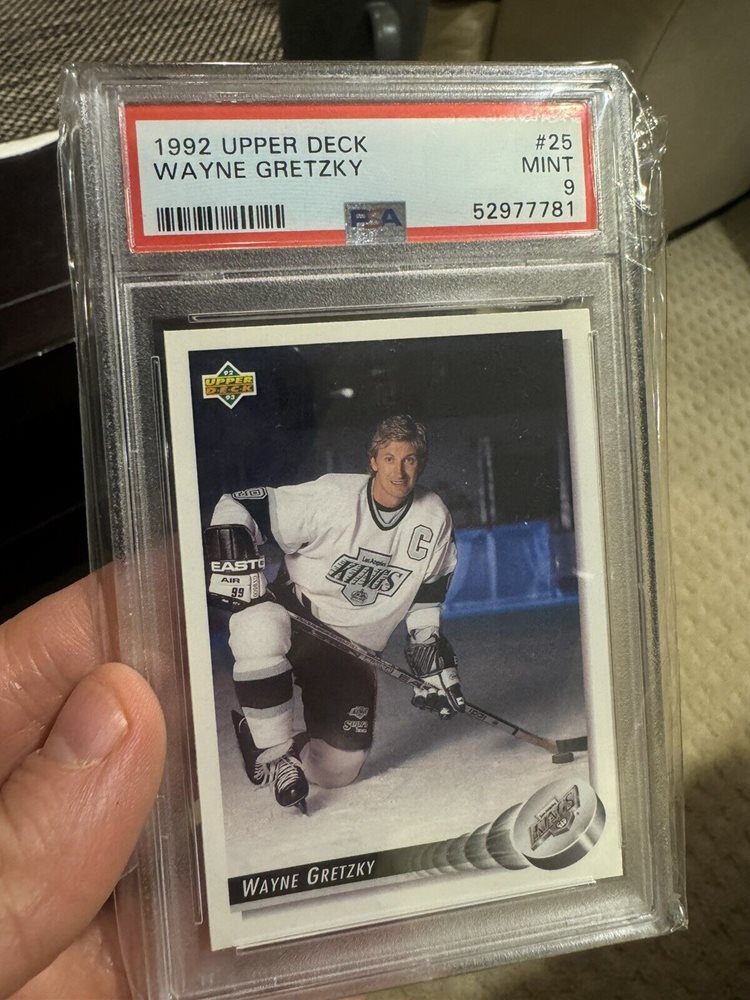 1992 UPPER DECK #25
WAYNE GRETZKY MINT
9
PSA 52977781
92
UPPER
DECK
93
C
Los Angeles
KINGS
EASTO
AIR
99
Supra
KINGS
WAYNE GRETZKY